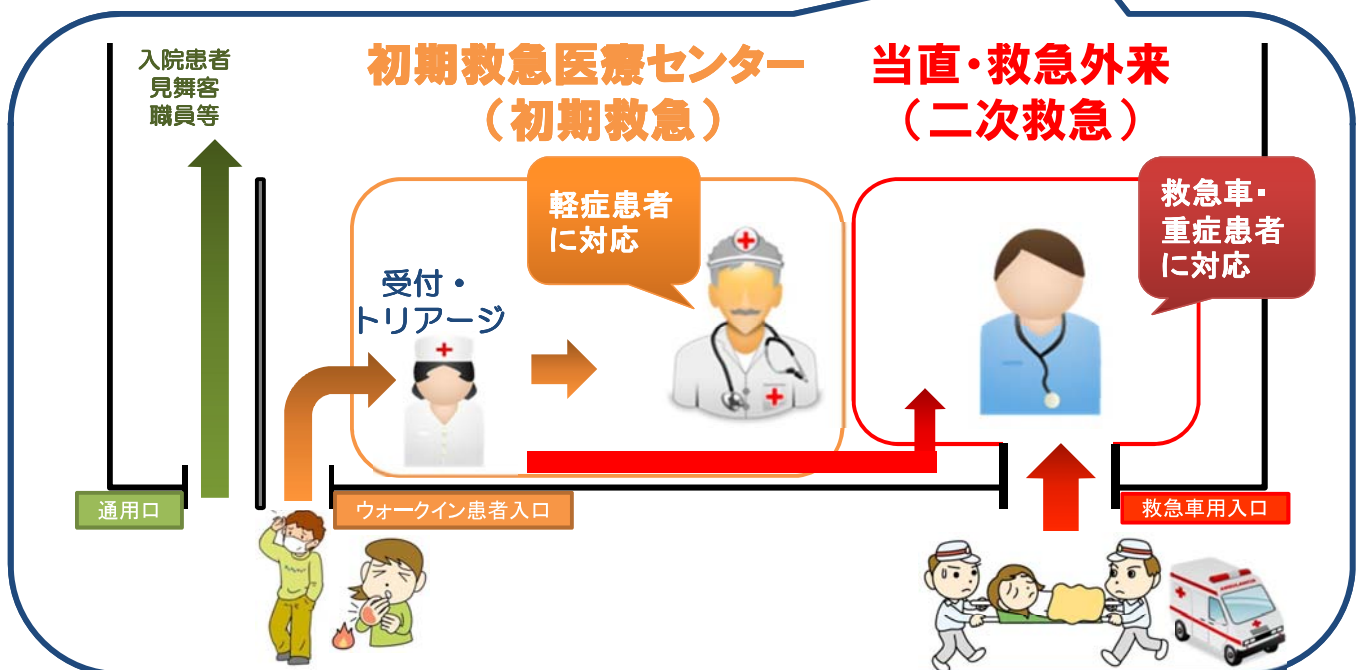 入院患者
見舞客
職員等
初期救急医療センター
（初期救急）
当直・救急外来
（二次救急）
軽症患者
に対応
救急車・
重症患者
に対応
受付・
トリアージ
通用口
ウォークイン患者入口
救急車用入口
AMBULANCE